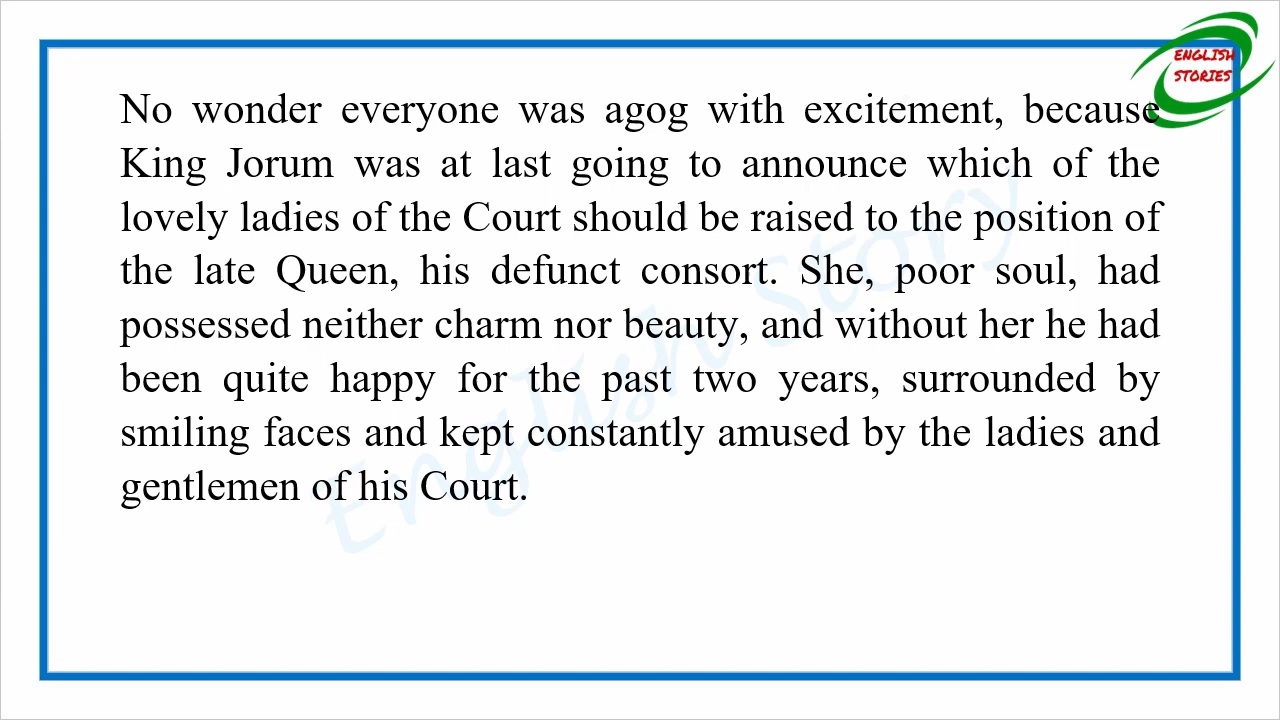 ENGLISH
STORIES
No wonder everyone was agog with excitement, because
King Jorum was at last going to announce which of the
lovely ladies of the Court should be raised to the position of
the late Queen, his defunct consort. She, poor soul, had
possessed neither charm nor beauty, and without her he had
been quite happy for the past two years, surrounded by
smiling faces and kept constantly amused by the ladies and
gentlemen of his Court.
English Story